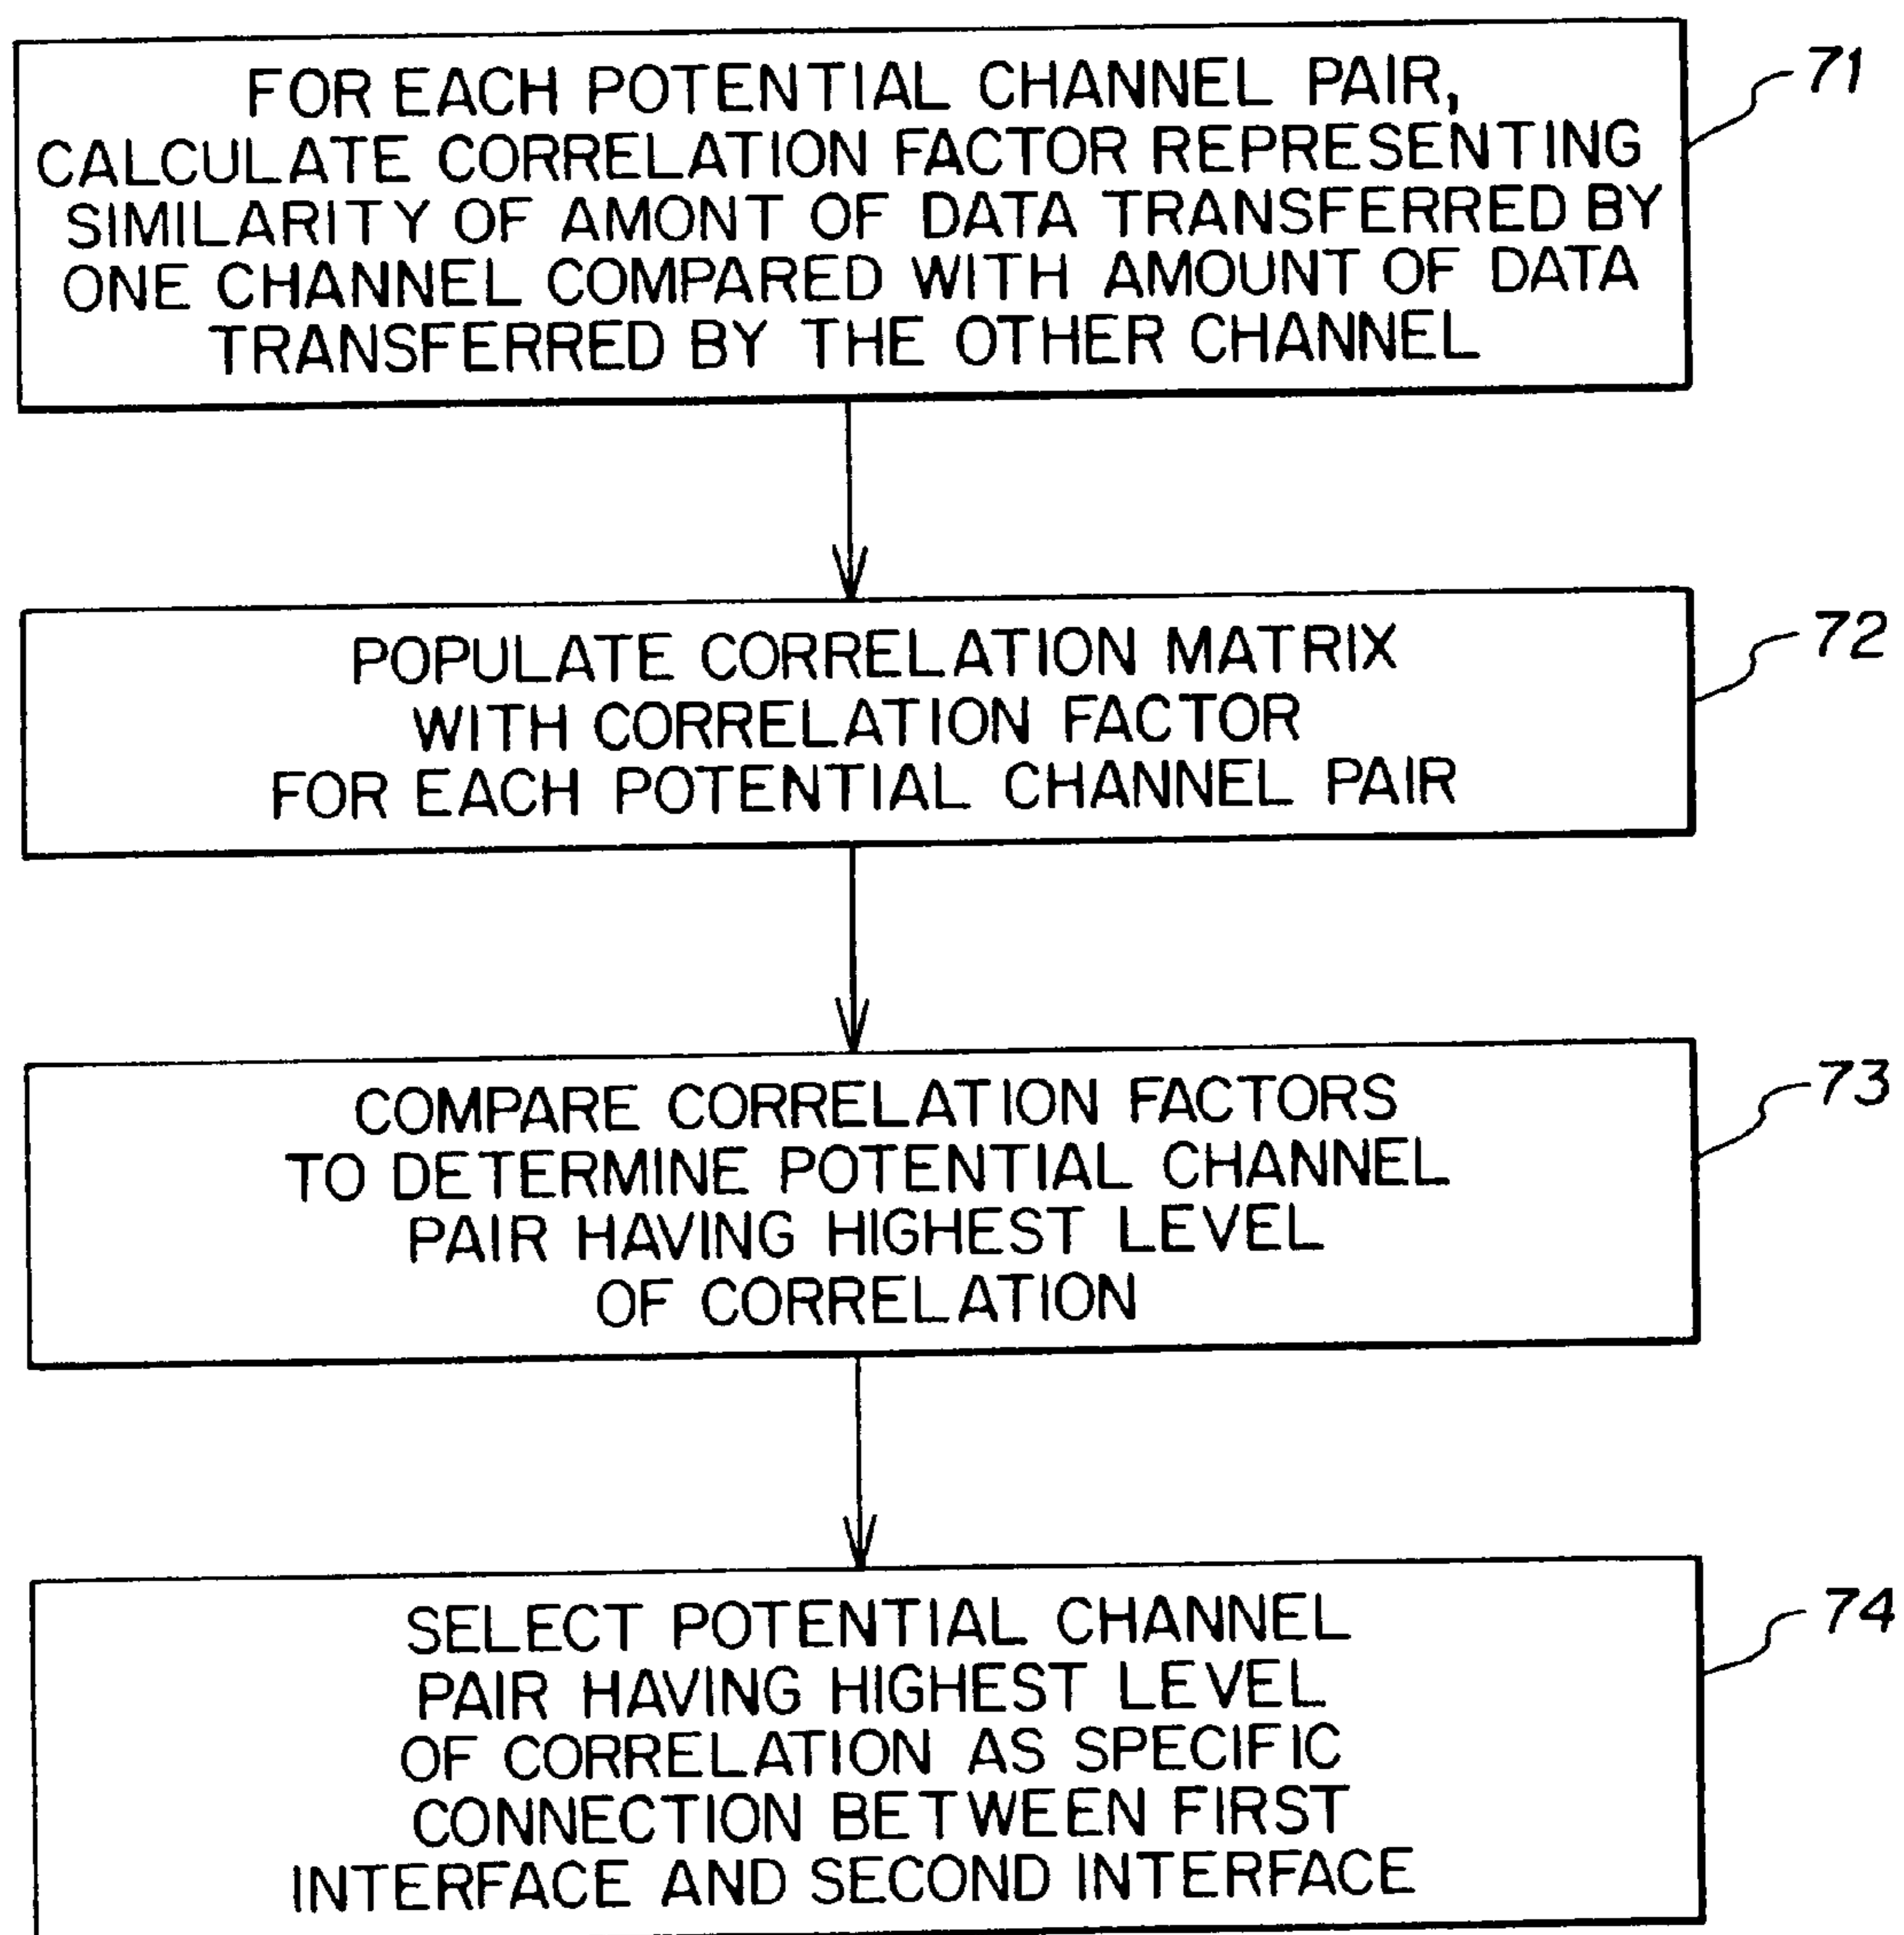 FOR EACH POTENTIAL CHANNEL PAIR,
CALCULATE CORRELATION FACTOR REPRESENTING
SIMILARITY OF AMONT OF DATA TRANSFERRED BY
ONE CHANNEL COMPARED WITH AMOUNT OF DATA
TRANSFERRED BY THE OTHER CHANNEL
71
POPULATE CORRELATION MATRIX
WITH CORRELATION FACTOR
FOR EACH POTENTIAL CHANNEL PAIR
72
COMPARE CORRELATION FACTORS
TO DETERMINE POTENTIAL CHANNEL
PAIR HAVING HIGHEST LEVEL
OF CORRELATION
73
SELECT POTENTIAL CHANNEL
PAIR HAVING HIGHEST LEVEL
OF CORRELATION AS SPECIFIC
CONNECTION BETWEEN FIRST
INTERFACE AND SECOND INTERFACE
74